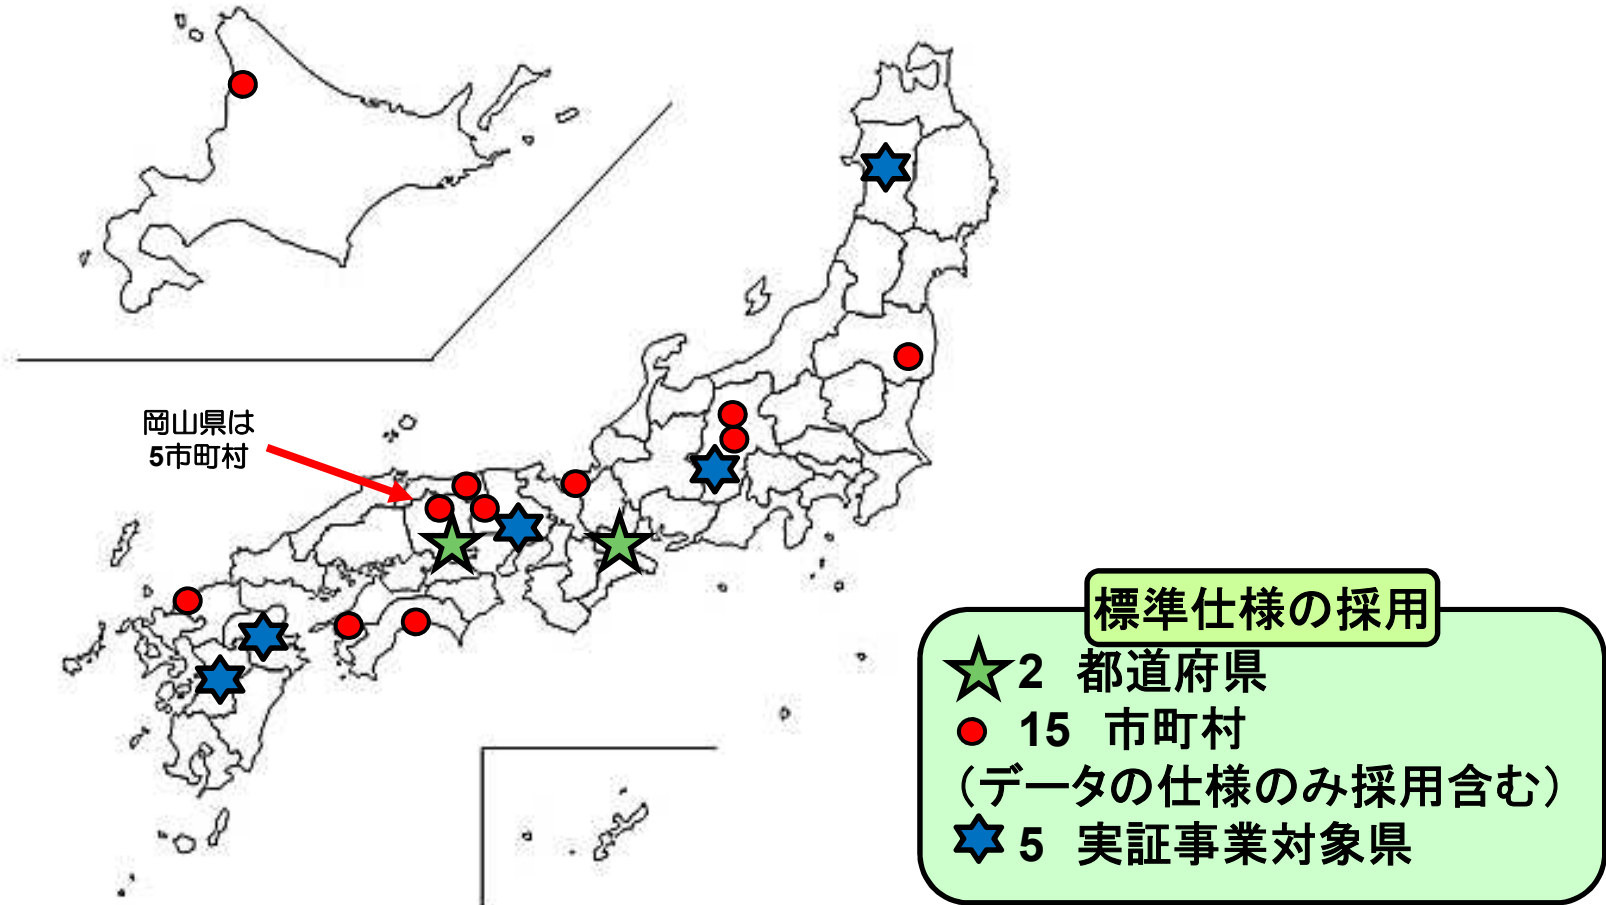 岡山県は
5市町村
標準仕様の採用
2 都道府県
15 市町村
（データの仕様のみ採用含む）
5 実証事業対象県